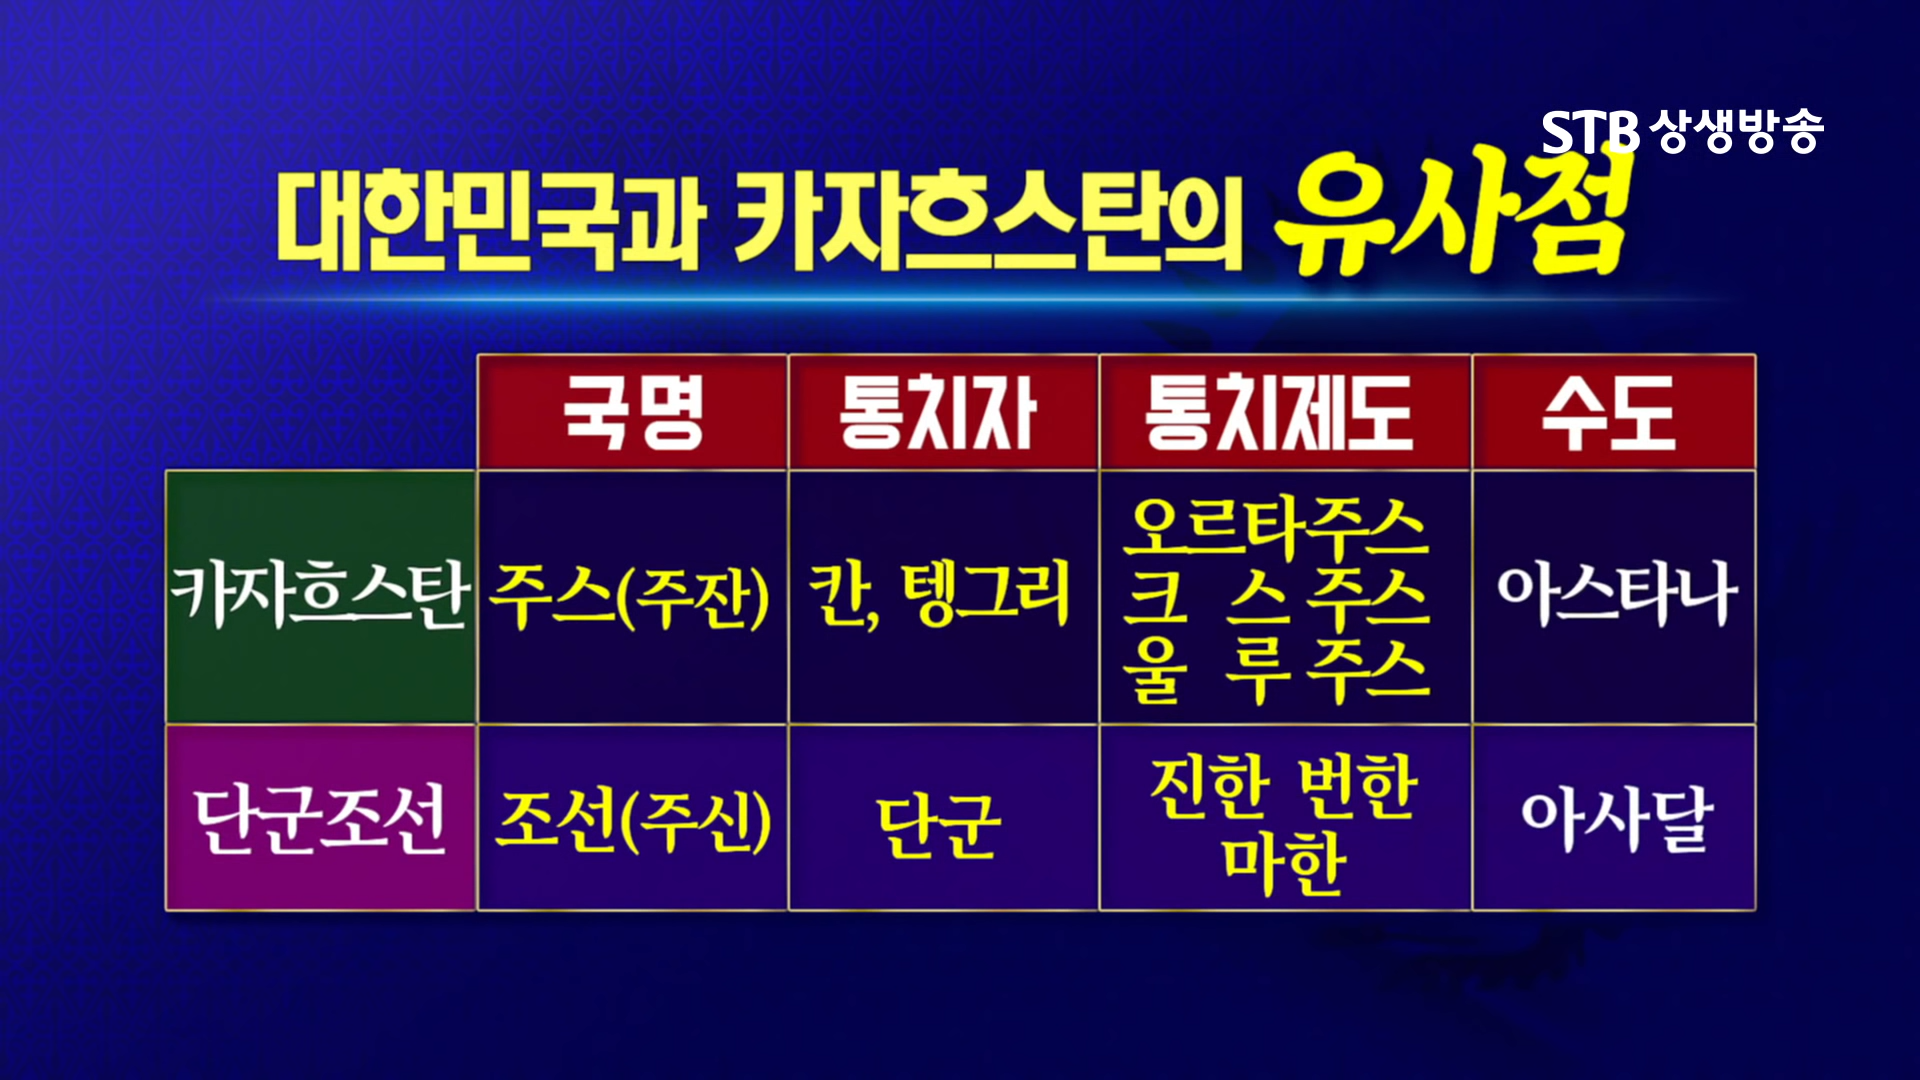 STB 상생방송
대한민국과 카자흐스탄의 유사점
국명 통치자 통치제도 수도
카자흐스탄 주스(주잔) 칸, 텡그리 오르타주스
크 스 주스
울 루 주스
아스타나
단군조선 조선(주신) 단군 진한 번한
마한
아사달